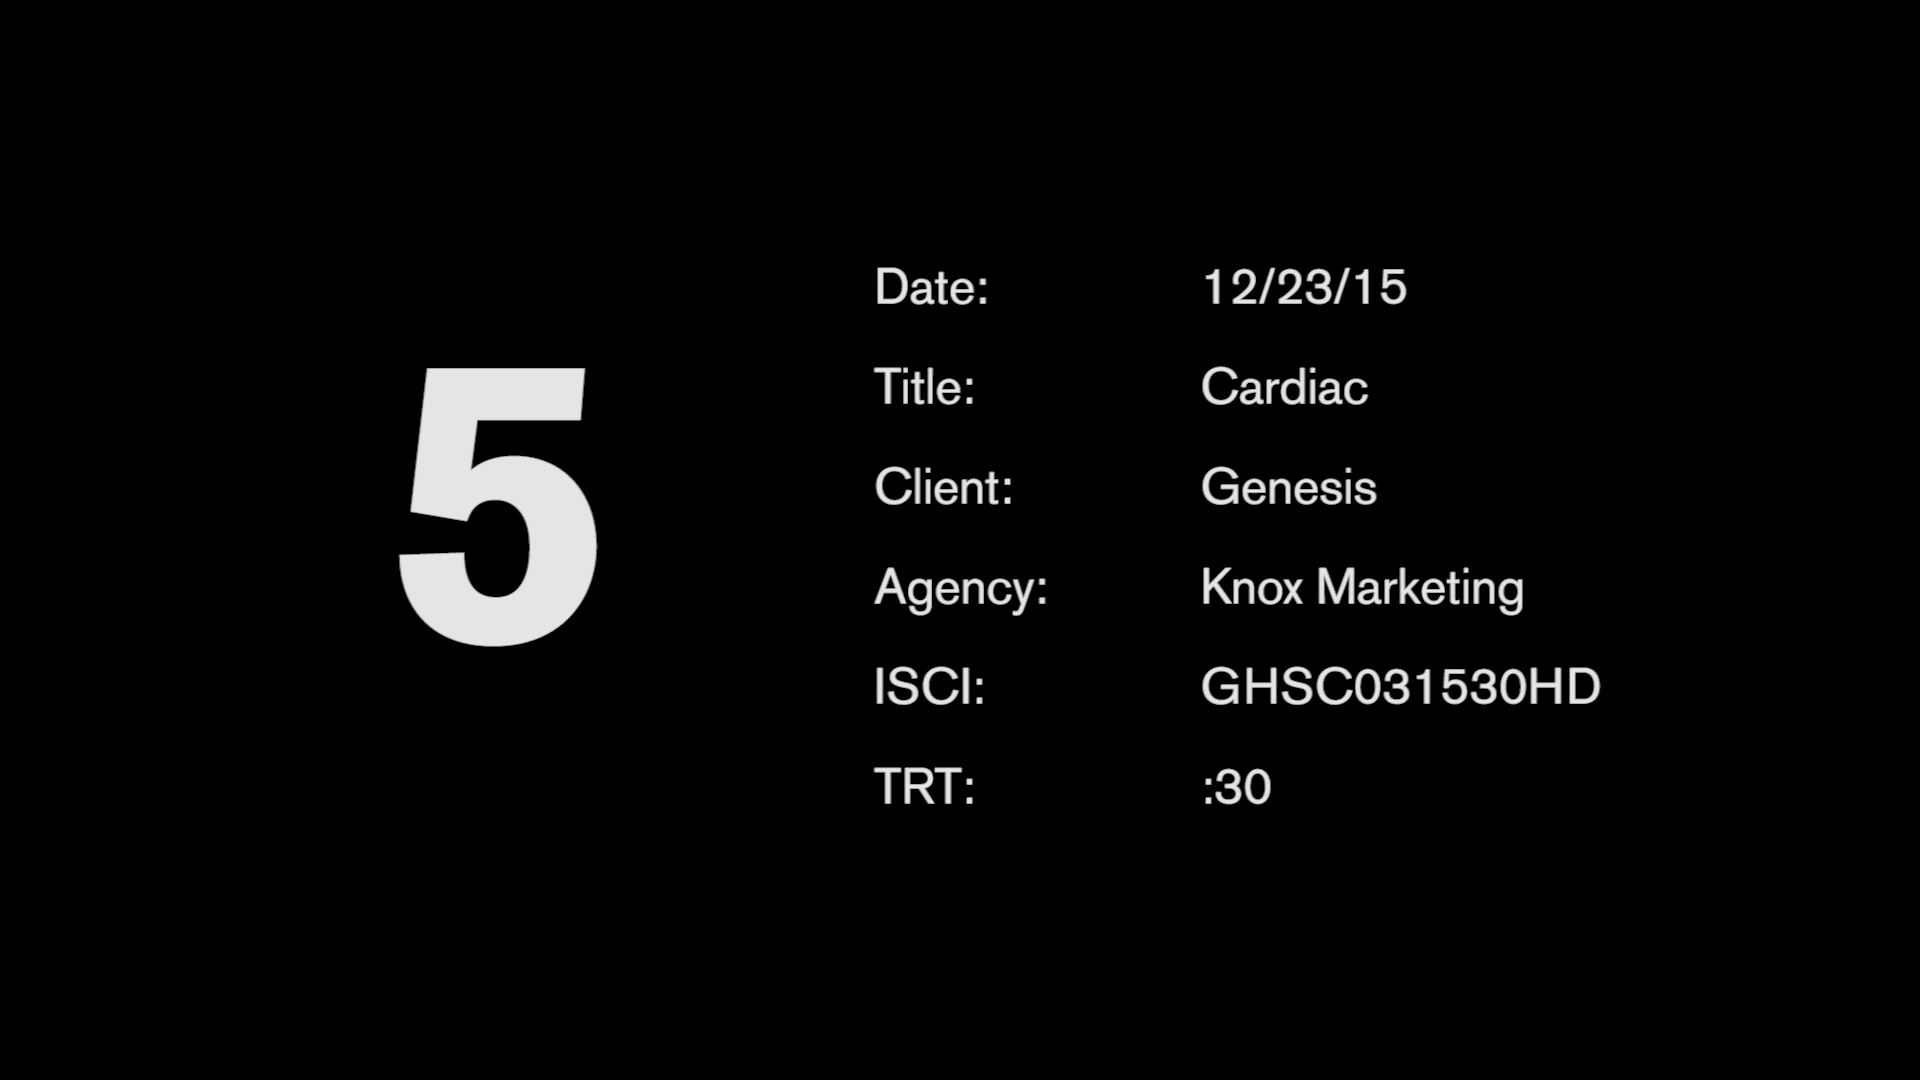 5
Date: 12/23/15
Title: Cardiac
Client: Genesis
Agency: Knox Marketing
ISCI: GHSC031530HD
TRT: :30